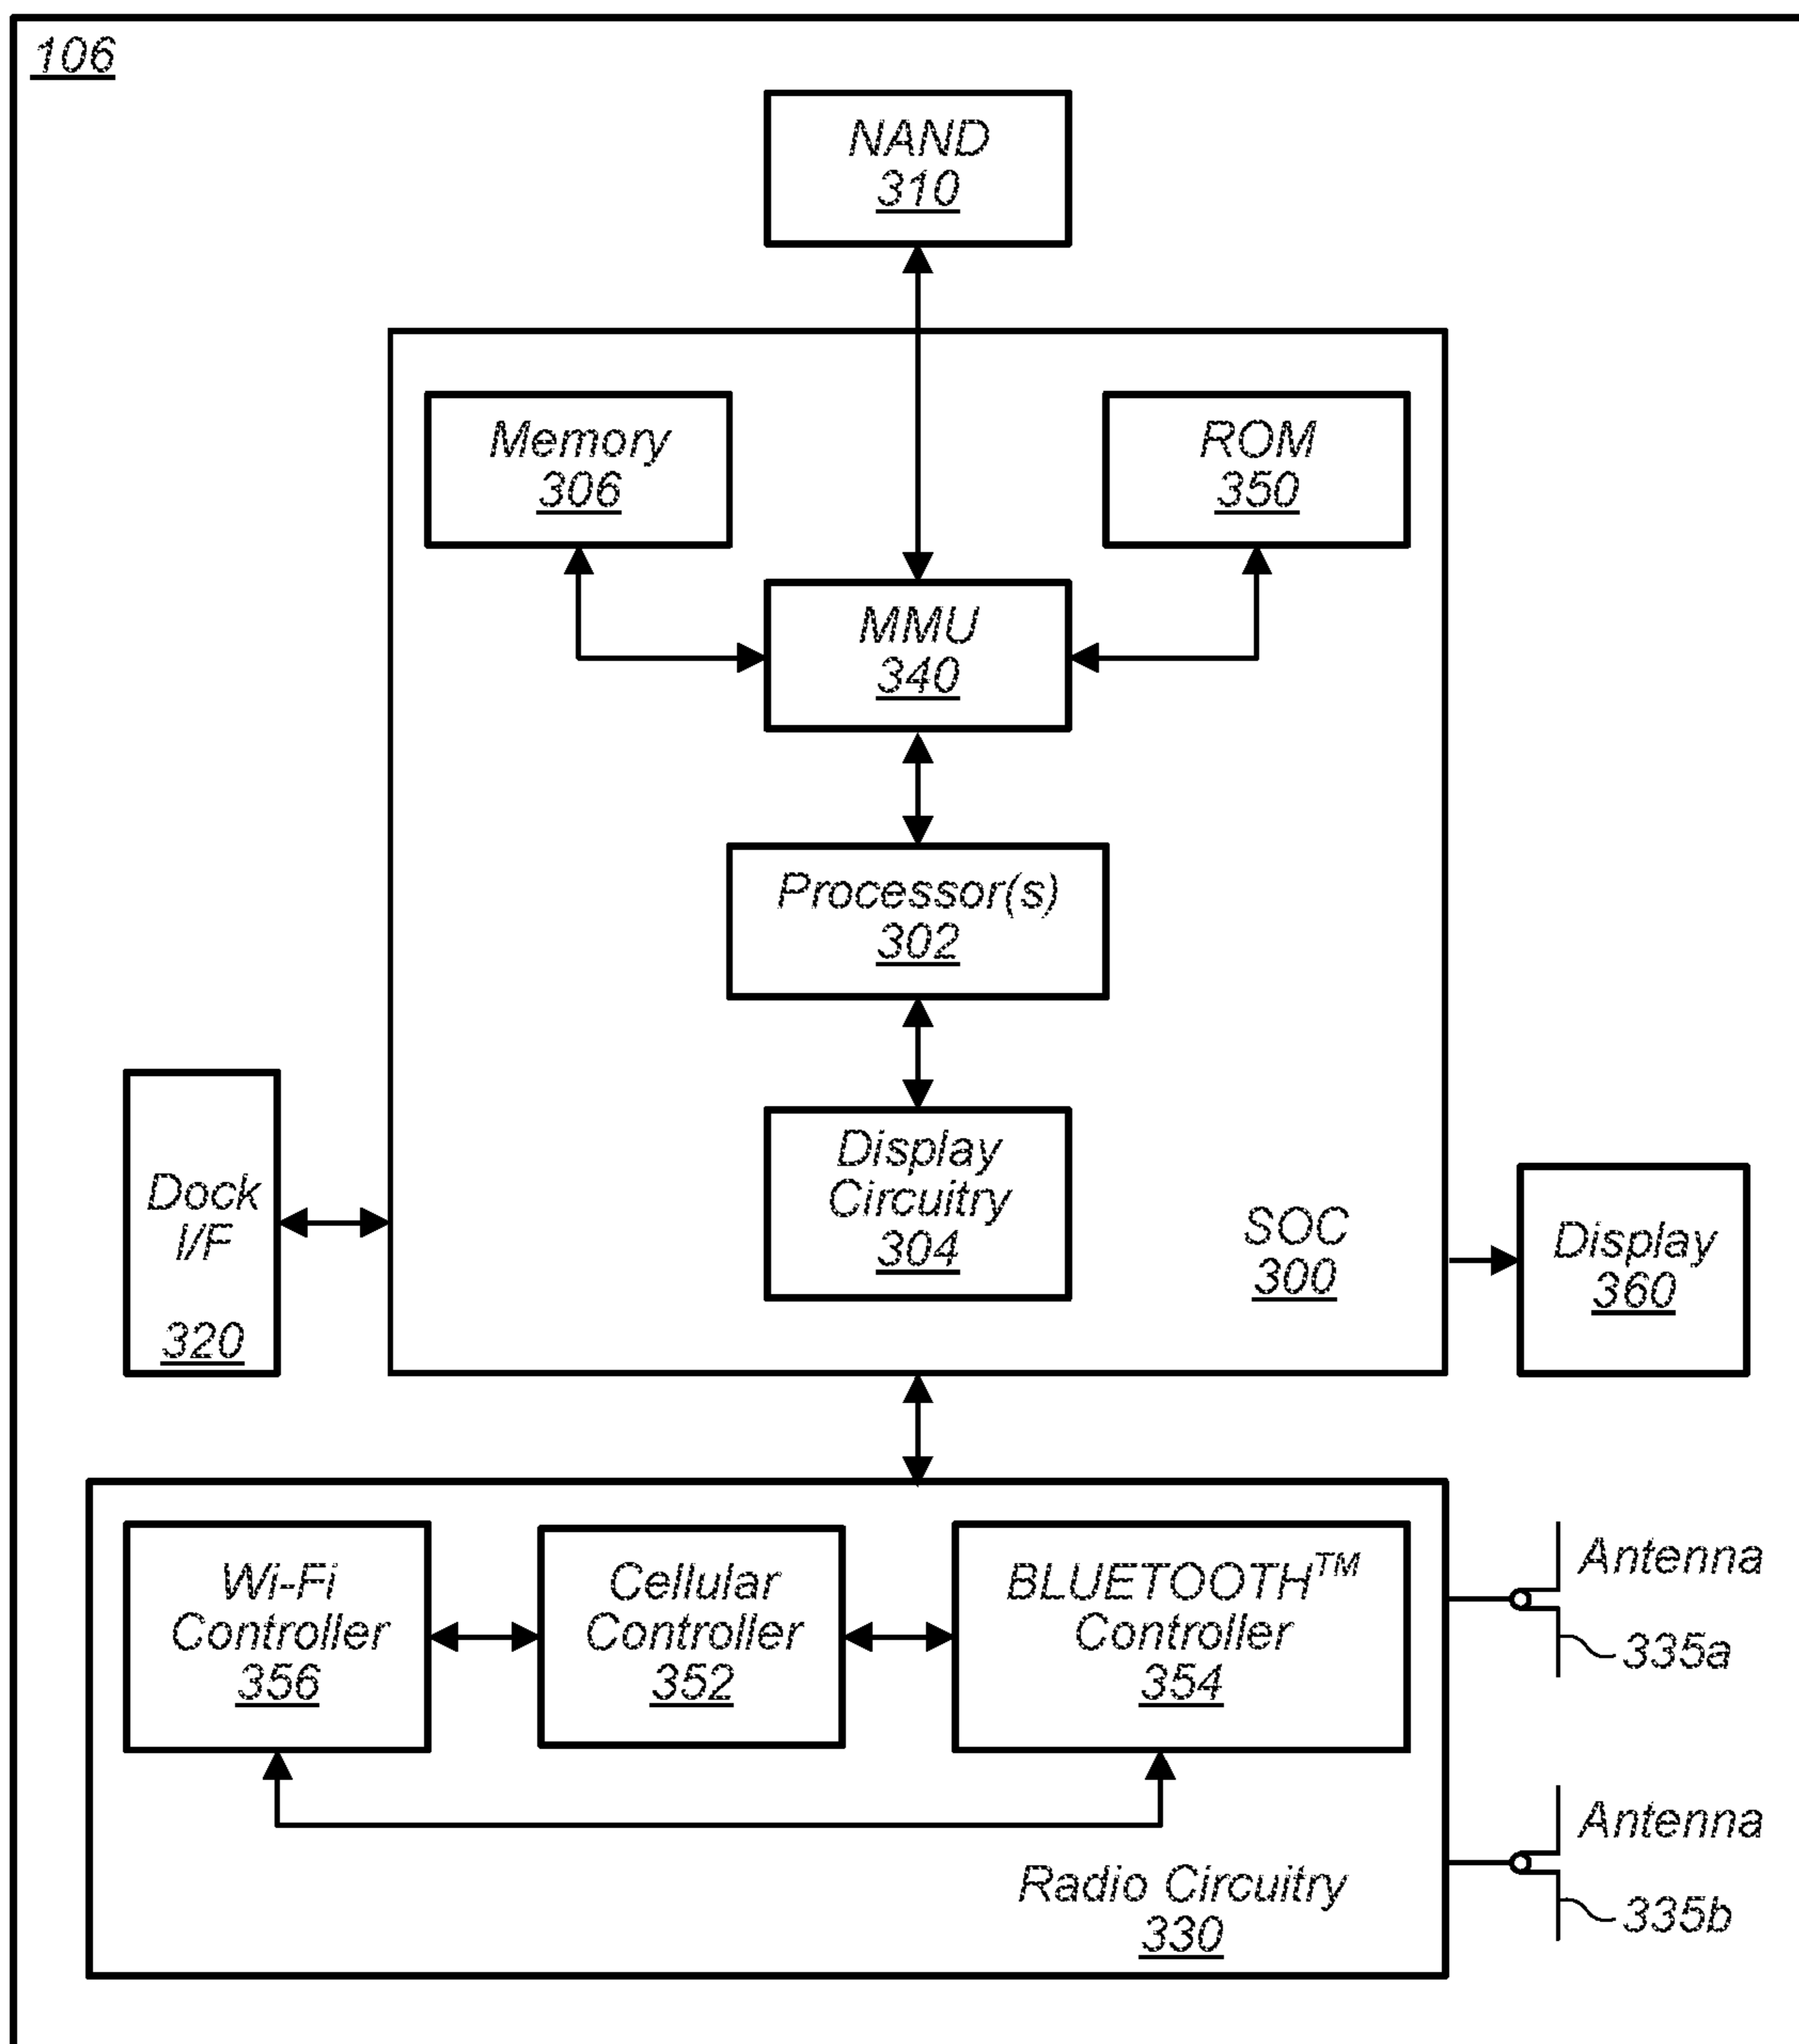 106
NAND
310
Memory
306
ROM
350
MMU
340
Processor(s)
302
Display
Circuitry
304
Dock
I/F
320
SOC
300
Display
360
Wi-Fi
Controller
356
Cellular
Controller
352
BLUETOOTH™
Controller
354
Antenna
335a
Antenna
335b
Radio Circuitry
330